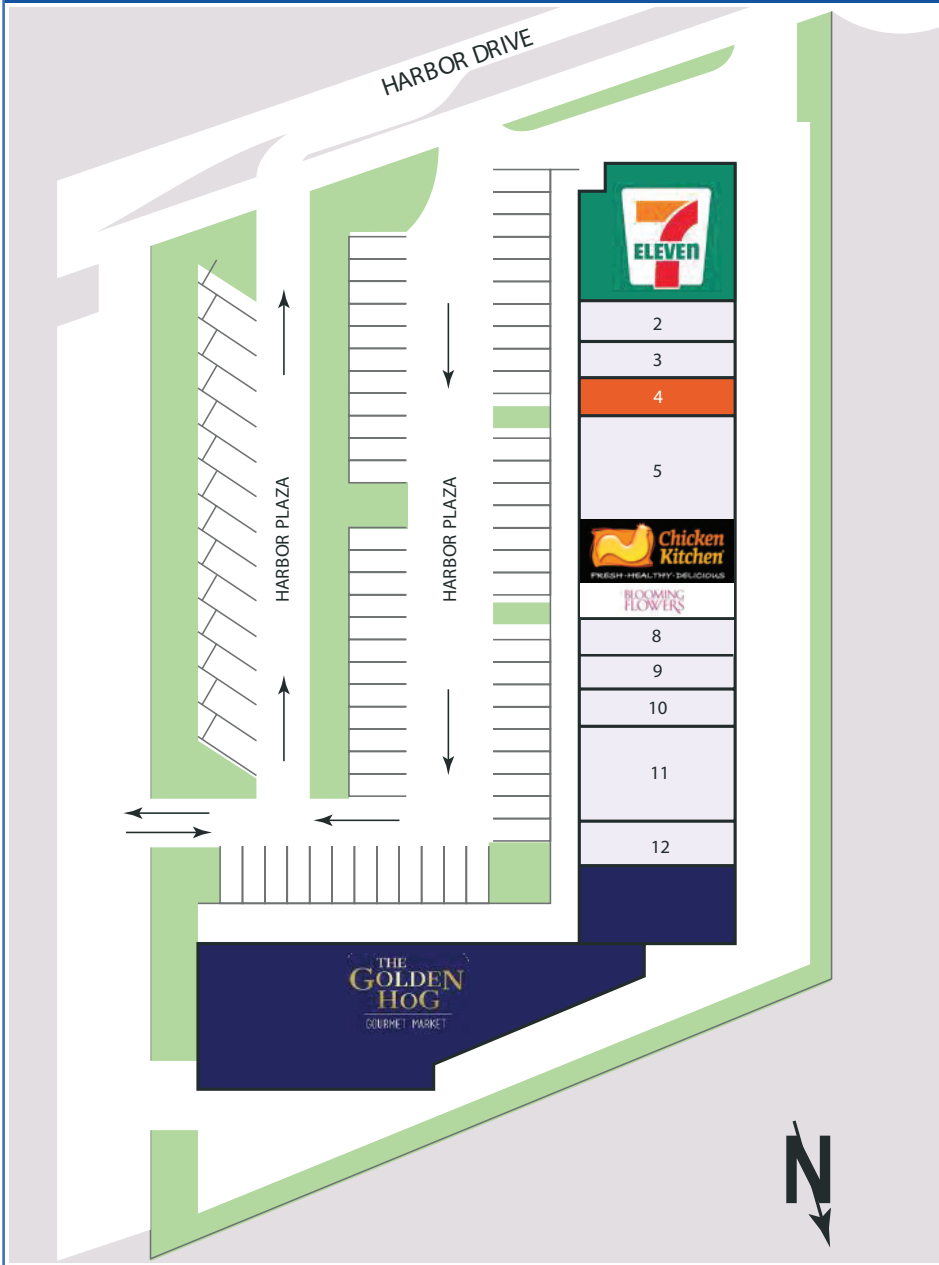 HARBOR DRIVE
7
ELEVEN
2
3
4
5
HARBOR PLAZA
HARBOR PLAZA
Chicken
Kitchen
FRESH-HEALTHY-DELICIOUS
BLOOMING
FLOWERS
8
9
10
11
12
THE
GOLDEN
HOG
GOURMET MARKET
N